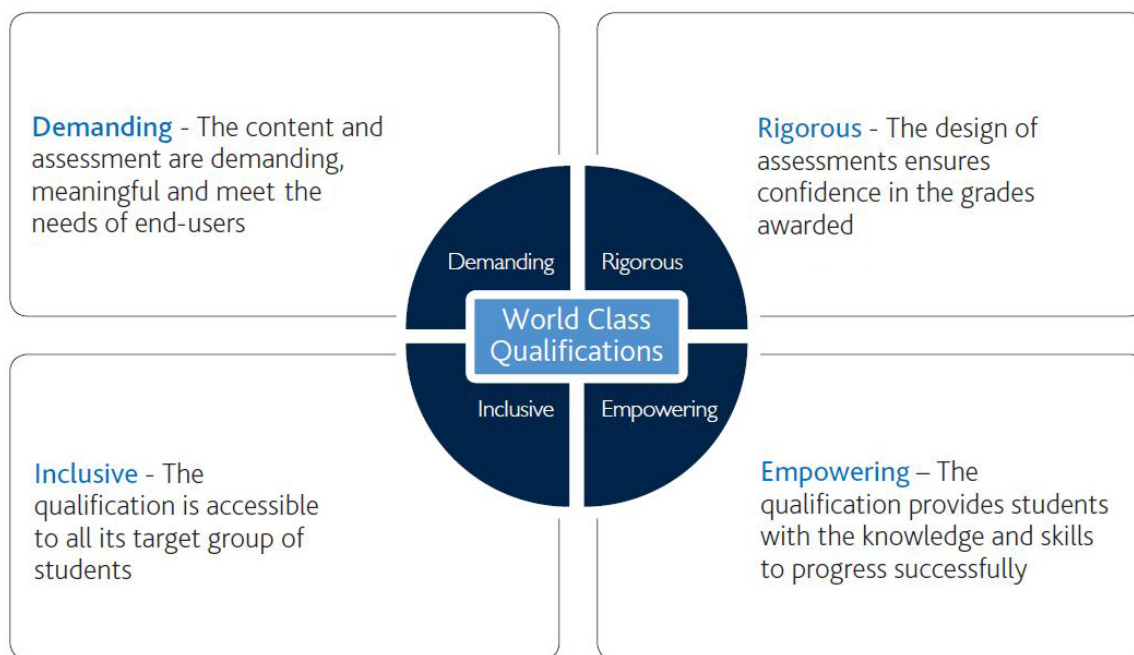 Demanding - The content and
assessment are demanding,
meaningful and meet the
needs of end-users
Rigorous - The design of
assessments ensures
confidence in the grades
awarded
Demanding
Rigorous
World Class
Qualifications
Inclusive
Empowering
Inclusive - The
qualification is accessible
to all its target group of
students
Empowering – The
qualification provides students
with the knowledge and skills
to progress successfully